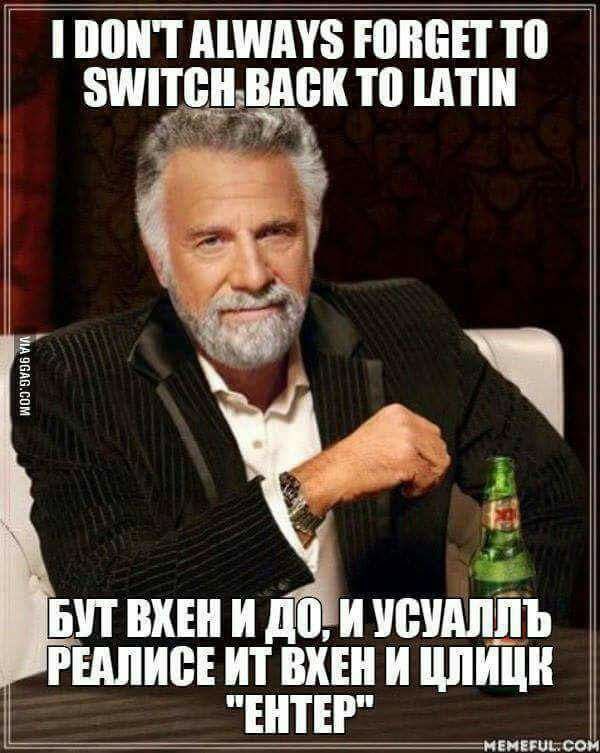 I DON'T ALWAYS FORGET TO
SWITCH BACK TO LATIN
VIA 9GAG.COM
БУТ ВХЕН И ДО, И УСУАЛЛЪ
РЕАЛИСЕ ИТ ВХЕН И ЦЛИЦК
"ЕНТЕР"
MEMEFUL.COM